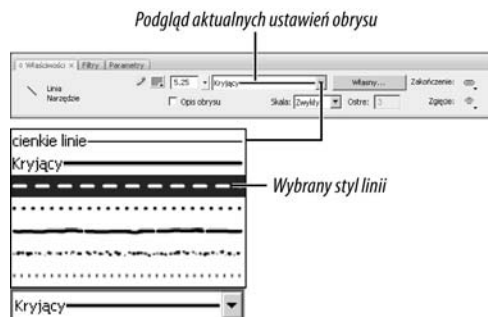 Podgląd aktualnych ustawień obrysu
Właściwości × Filtry Parametry
Linia
Narzędzie
5.25
Kryjący
Własny...
Zakończenie:
Opis obrysu
Skala: Zwykły
Ostre: 3
Zgięcie:
cienkie linie
Kryjący
Wybrany styl linii
Kryjący